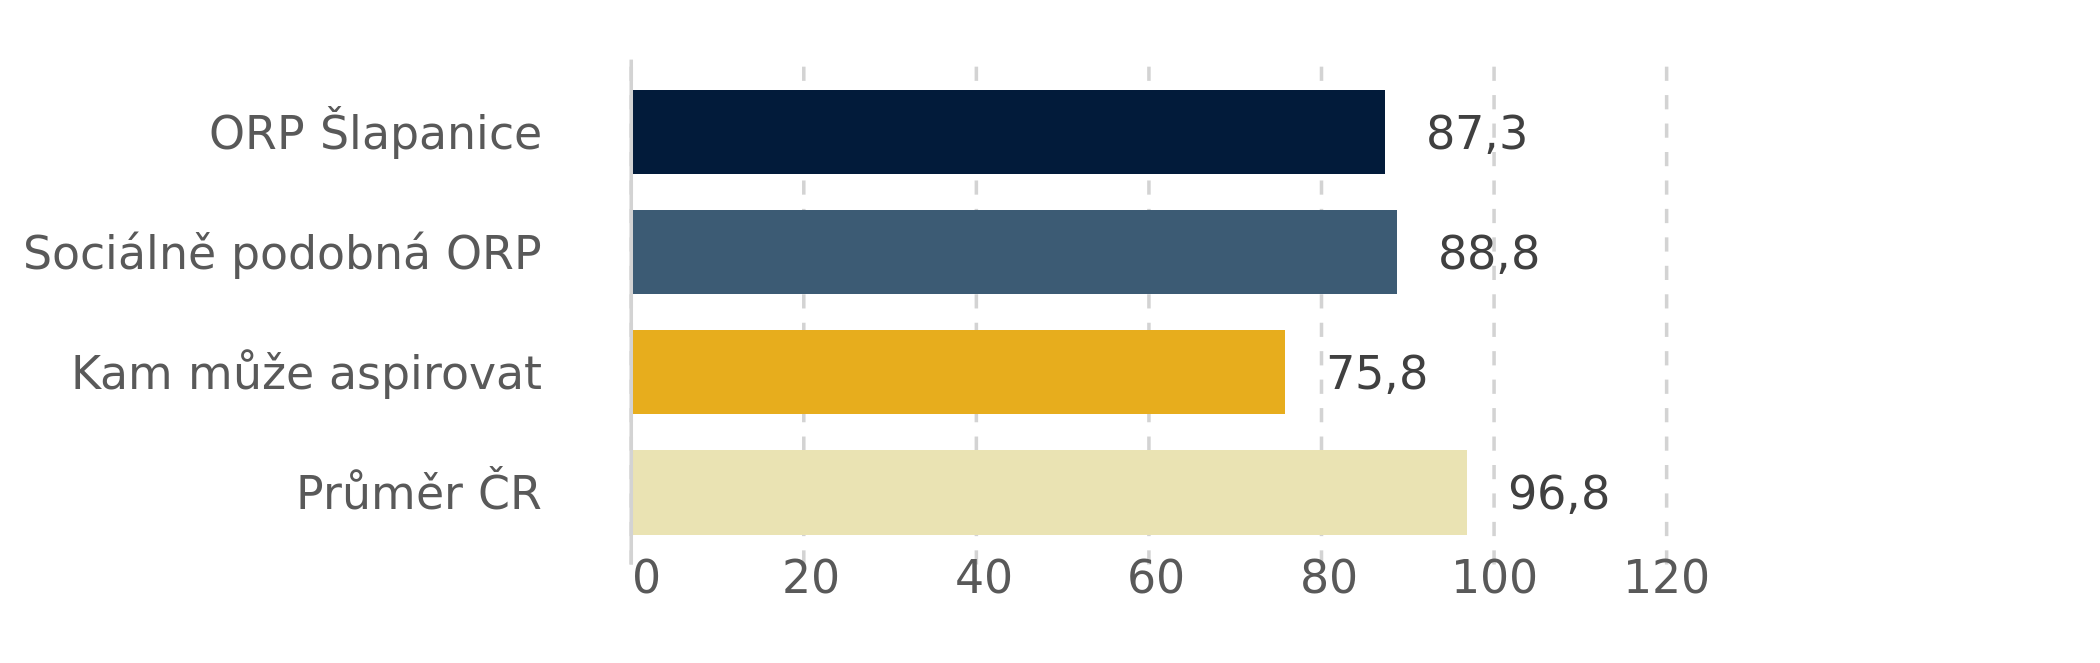 ORP Šlapanice 87,3
Sociálně podobná ORP 88,8
Kam může aspirovat 75,8
Průměr ČR 96,8
0 20 40 60 80 100 120